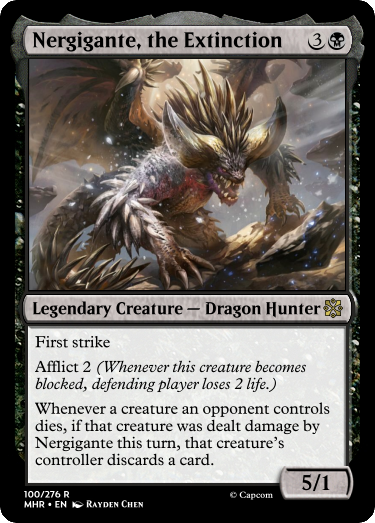 Nergigante, the Extinction 3
Legendary Creature — Dragon Hunter
First strike
Afflict 2 (Whenever this creature becomes
blocked, defending player loses 2 life.)
Whenever a creature an opponent controls
dies, if that creature was dealt damage by
Nergigante this turn, that creature's
controller discards a card.
5/1
100/276 R
MHR • EN Rayden Chen
© Capcom